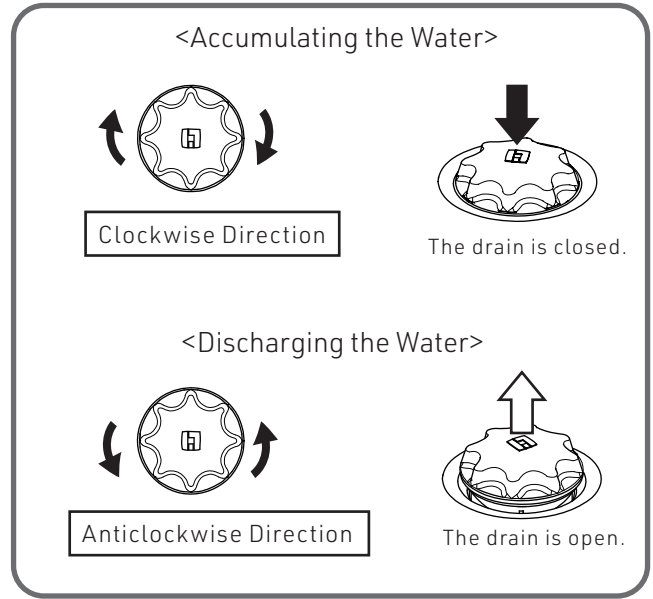 <Accumulating the Water>
Clockwise Direction
The drain is closed.
<Discharging the Water>
Anticlockwise Direction
The drain is open.